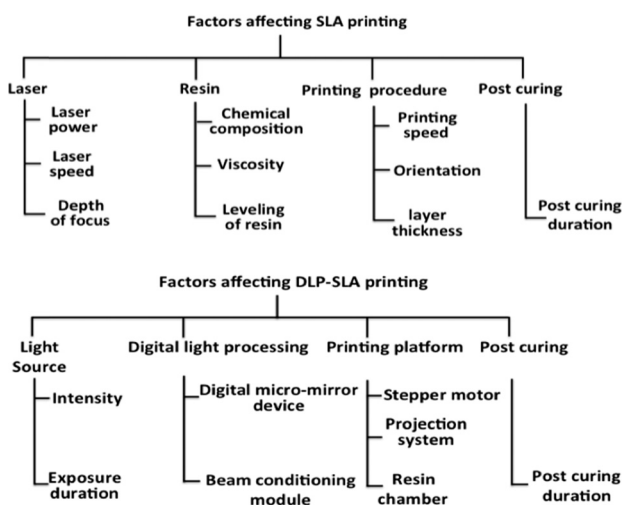 Factors affecting SLA printing
Laser
Resin
Printing procedure
Post curing
Laser
power
Laser
speed
Depth
of focus
Chemical
composition
Viscosity
Leveling
of resin
Printing
speed
Orientation
layer
thickness
Post curing
duration
Factors affecting DLP-SLA printing
Light
Source
Digital light processing
Printing platform
Post curing
Intensity
Exposure
duration
Digital micro-mirror
device
Beam conditioning
module
Stepper motor
Projection
system
Resin
chamber
Post curing
duration